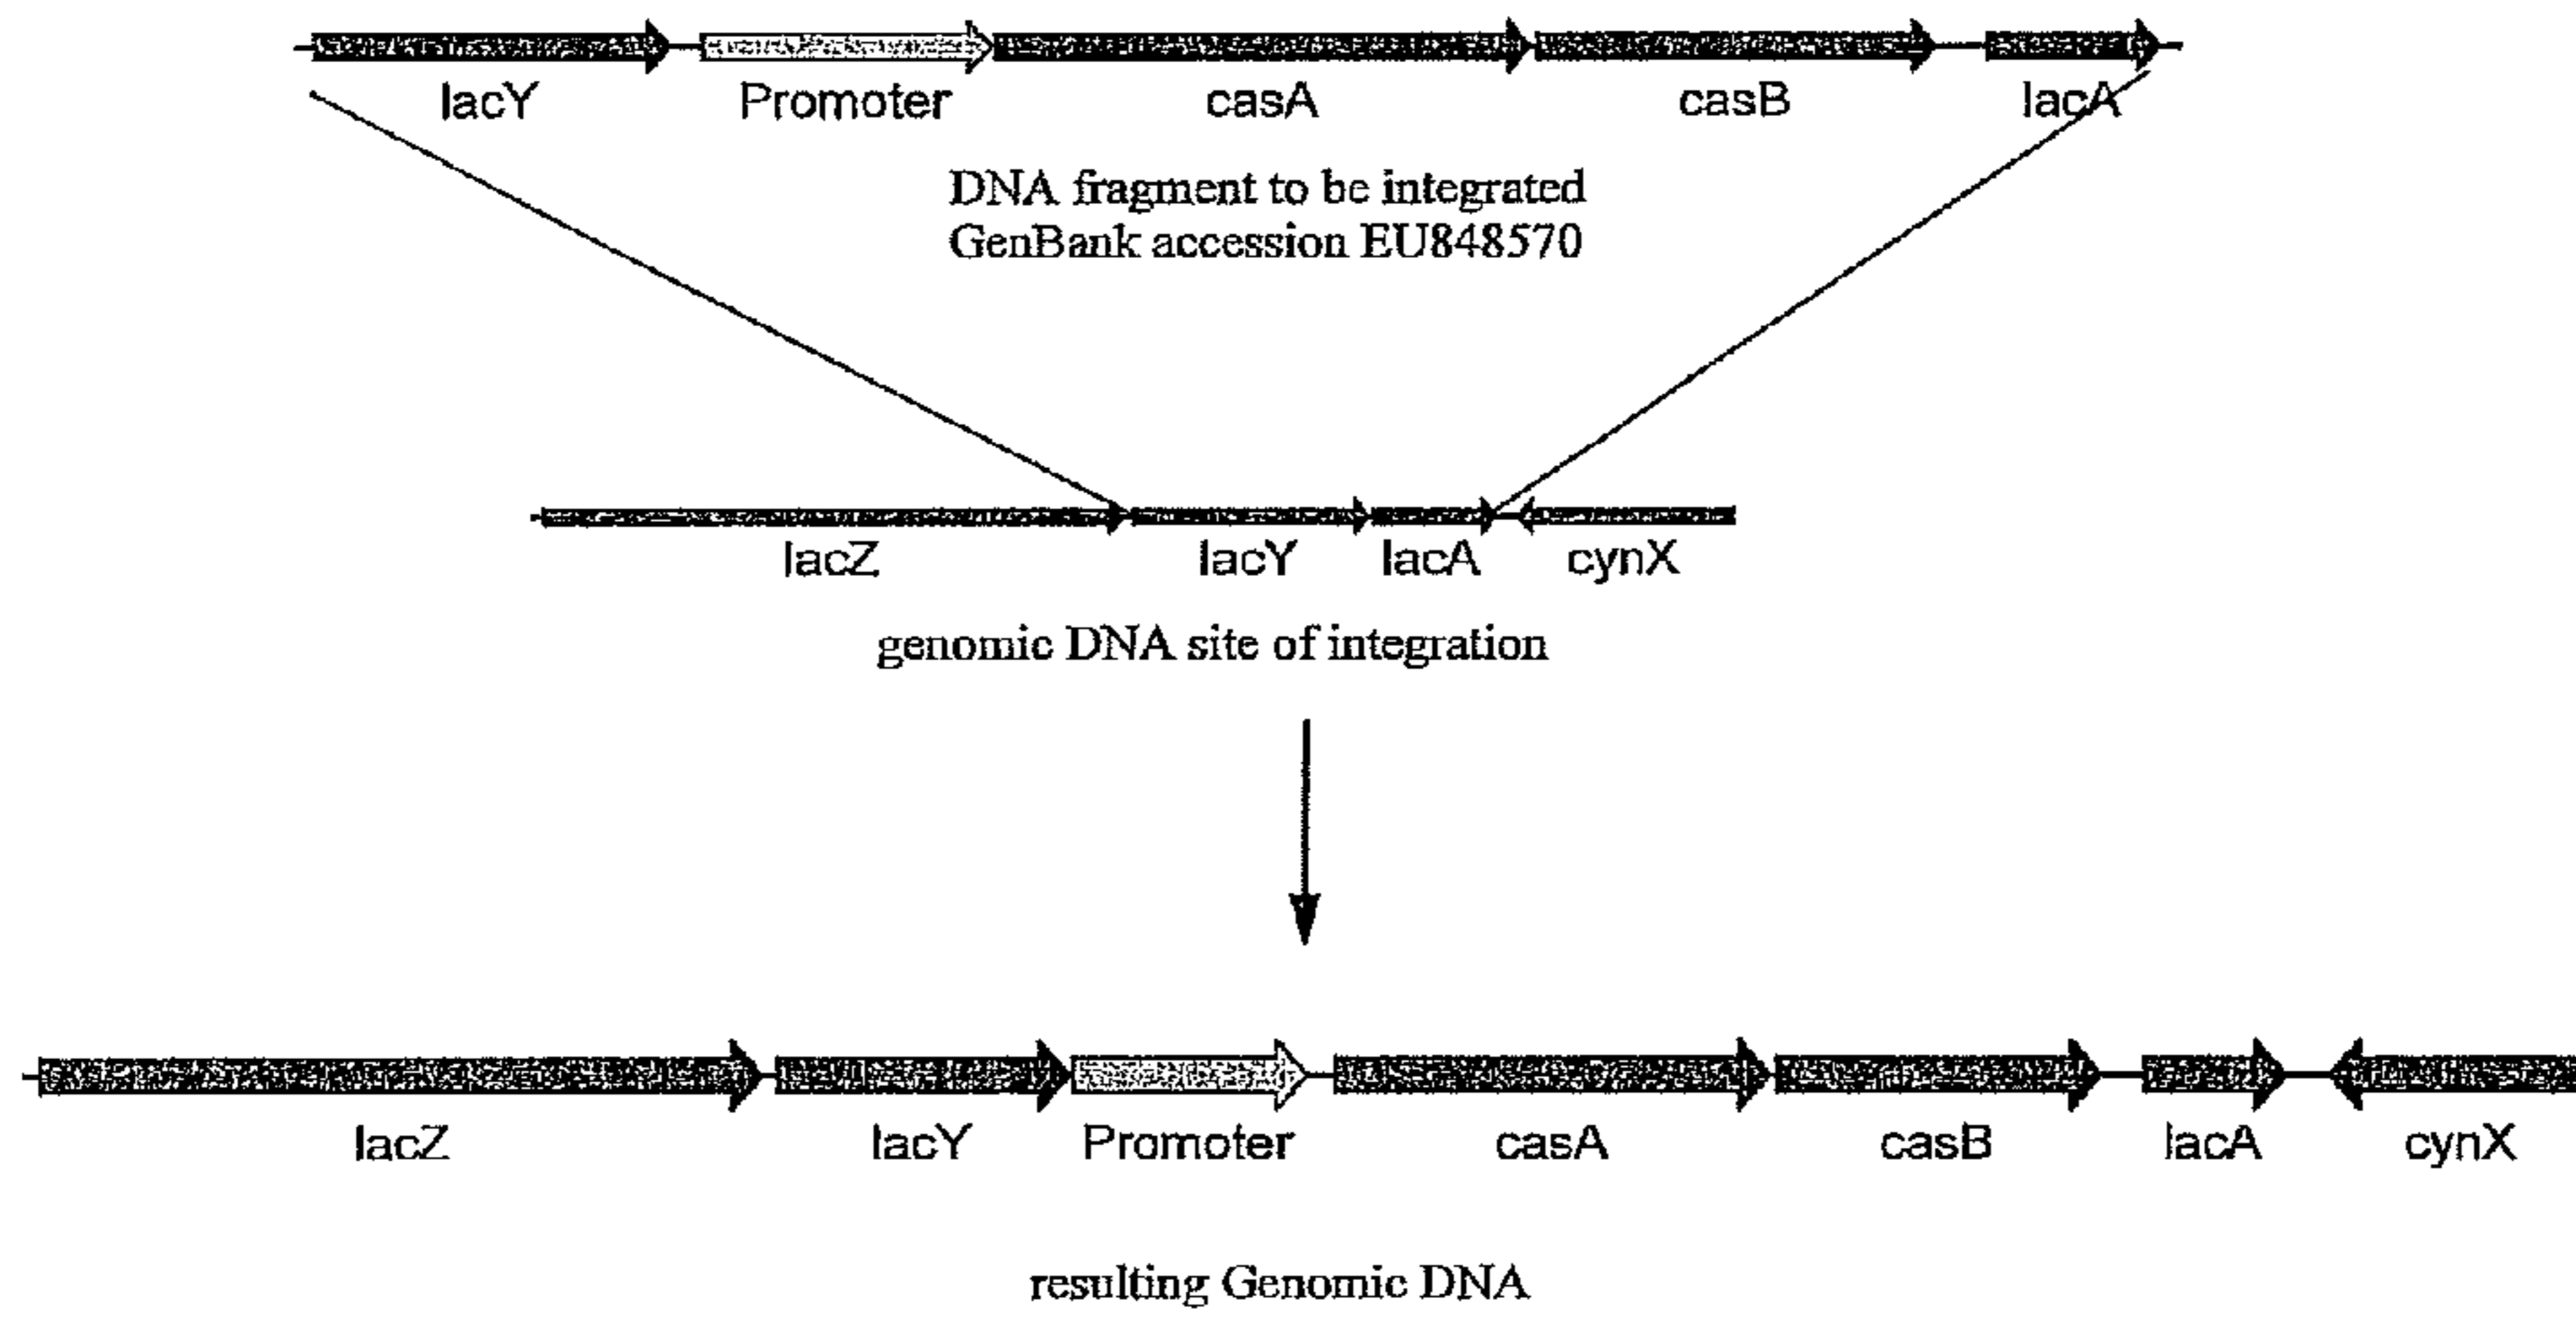 lacY Promoter casA casB lacA
DNA fragment to be integrated
GenBank accession EU848570
lacZ lacY lacA cynX
genomic DNA site of integration
lacZ lacY Promoter casA casB lacA cynX
resulting Genomic DNA